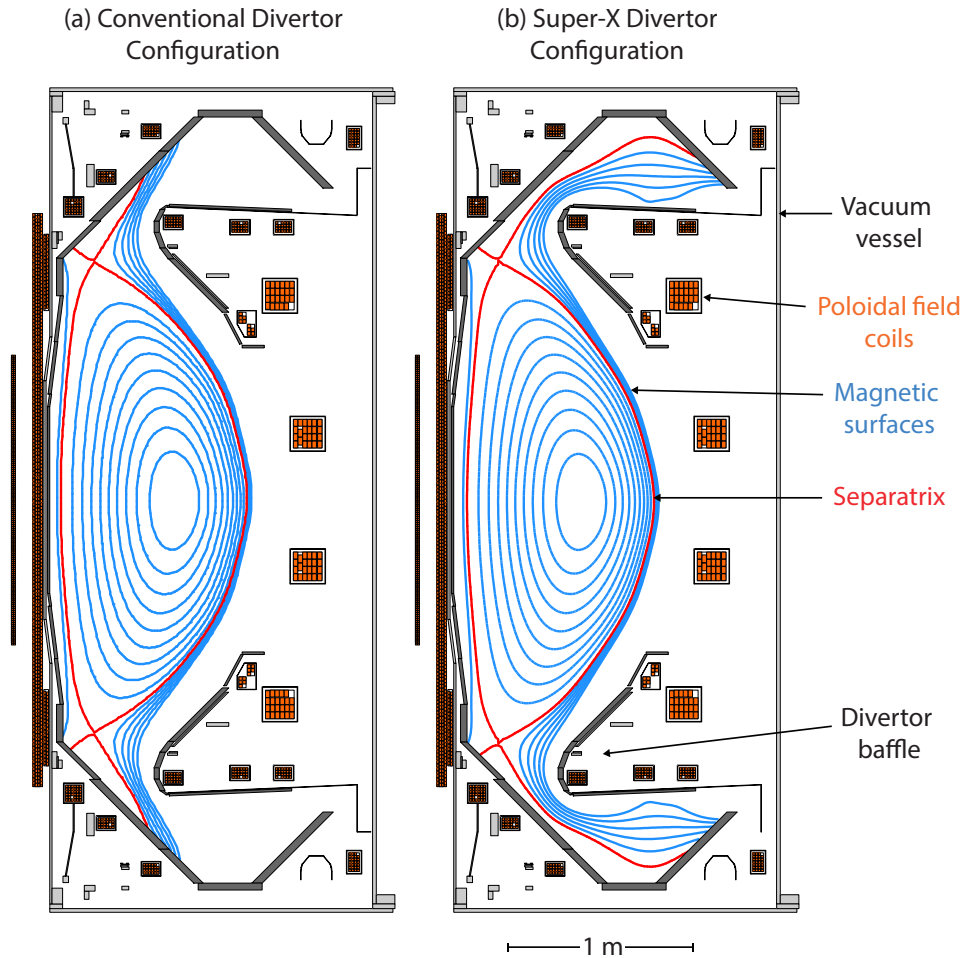 (a) Conventional Divertor
Configuration
(b) Super-X Divertor
Configuration
Vacuum
vessel
Poloidal field
coils
Magnetic
surfaces
Separatrix
Divertor
baffle
1 m